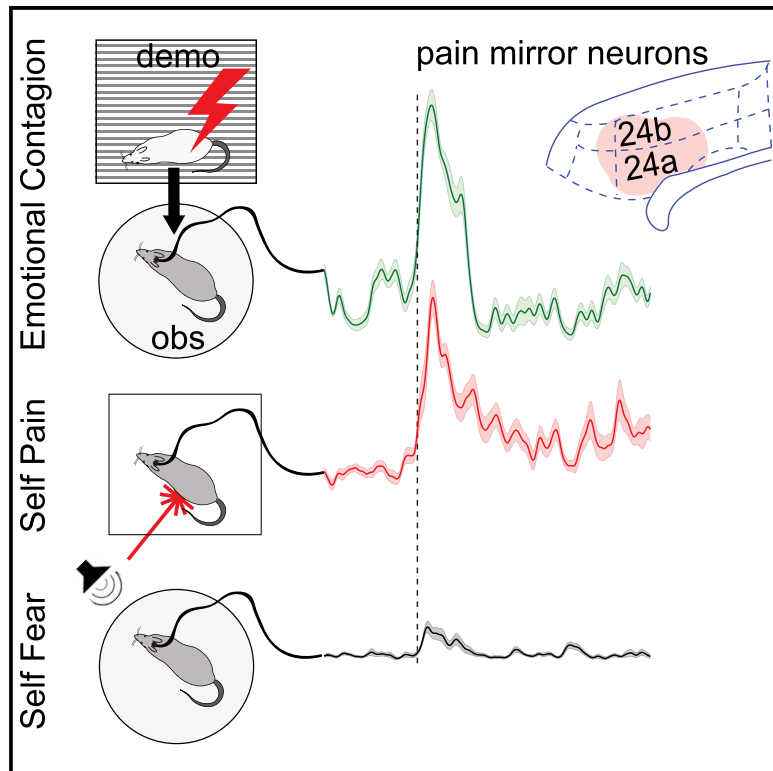 demo
pain mirror neurons
24b
24a
Emotional Contagion
obs
Self Pain
Self Fear